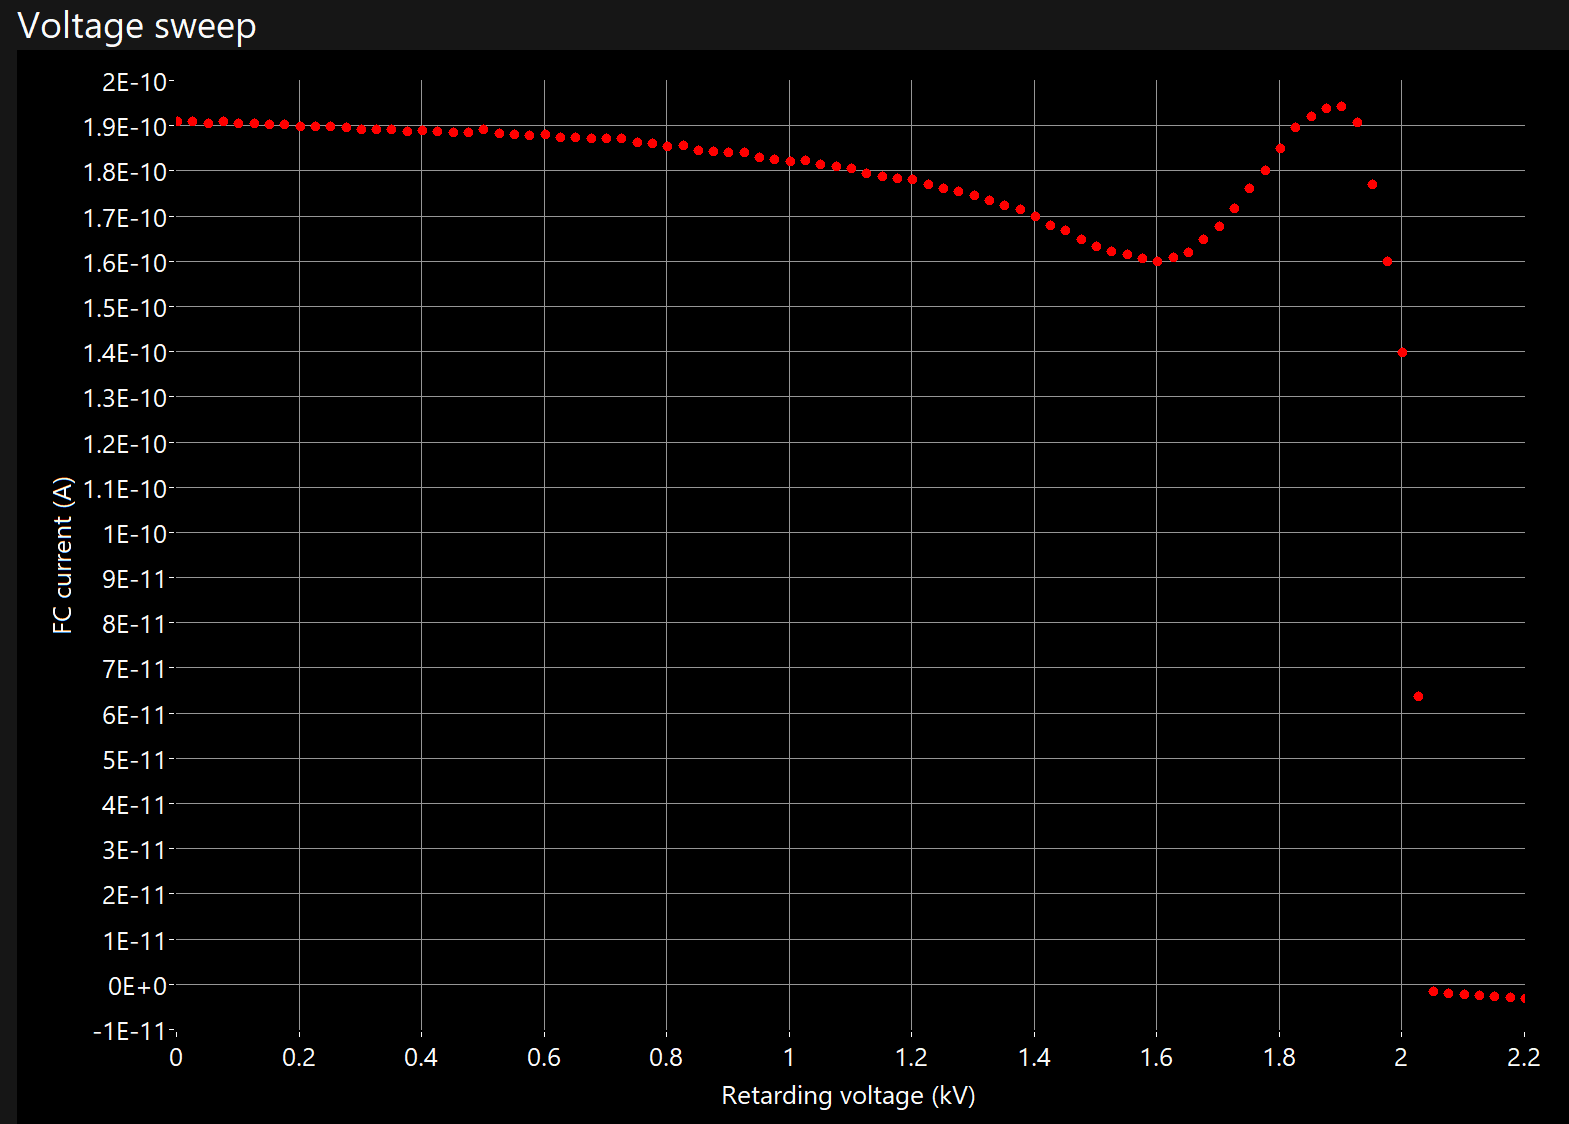 Voltage sweep
2E-10
1.9E-10
1.8E-10
1.7E-10
1.6E-10
1.5E-10
1.4E-10
1.3E-10
1.2E-10
1.1E-10
1E-10
9E-11
8E-11
7E-11
6E-11
5E-11
4E-11
3E-11
2E-11
1E-11
0E+0
-1E-11
FC current (A)
0 0.2 0.4 0.6 0.8 1 1.2 1.4 1.6 1.8 2 2.2
Retarding voltage (kV)